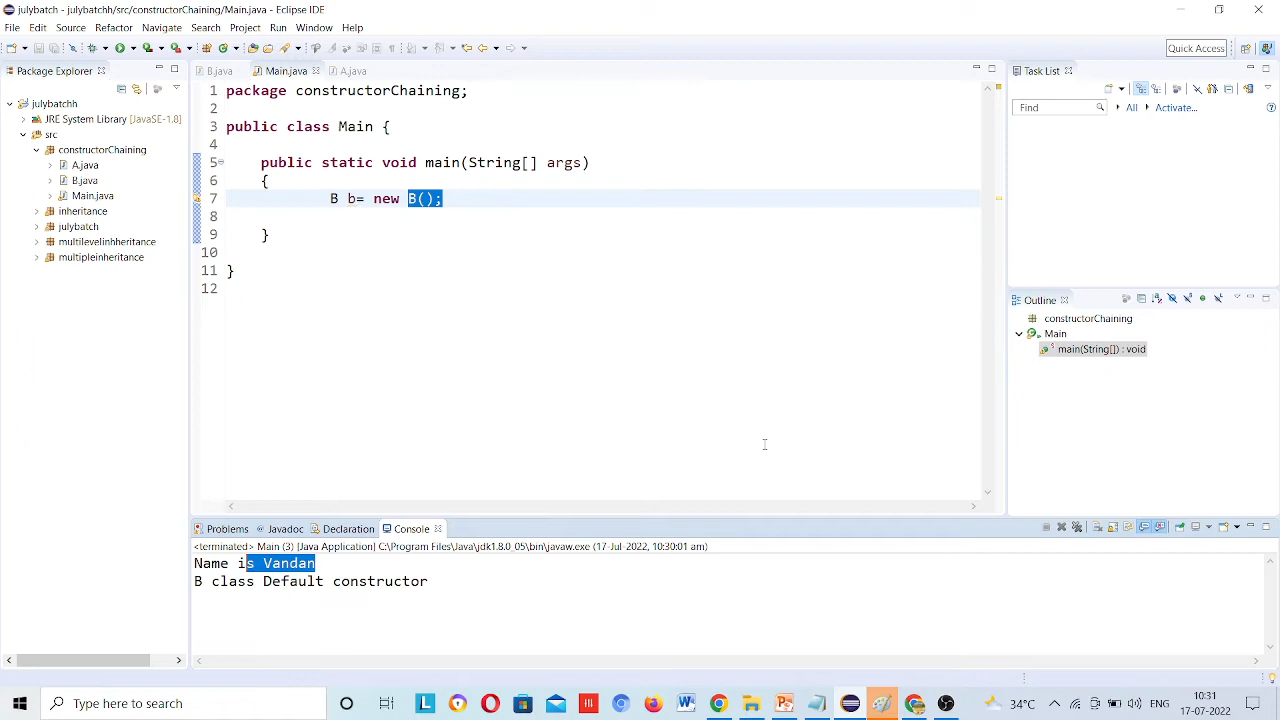 julybatch - julybatchh/src/constructorChaining/Main.java - Eclipse IDE
File Edit Source Refactor Navigate Search Project Run Window Help
Quick Access
Package Explorer
B.java Main.java A.java
Task List
julybatchh
JRE System Library [JavaSE-1.8]
src
constructorChaining
A.java
B.java
Main.java
inheritance
julybatch
multilevelinhheritance
multipleinheritance
1 package constructorChaining;
2
3 public class Main {
4
5 public static void main(String[] args)
6 {
7 B b= new B();
8
9 }
10
11 }
12
Find All Activate...
Outline
constructorChaining
Main
main(String[]) : void
Problems @ Javadoc Declaration Console
<terminated> Main (3) [Java Application] C:\Program Files\Java\jdk1.8.0_05\bin\javaw.exe (17-Jul-2022, 10:30:01 am)
Name is Vandan
B class Default constructor
Type here to search
34°C ENG 10:31
17-07-2022